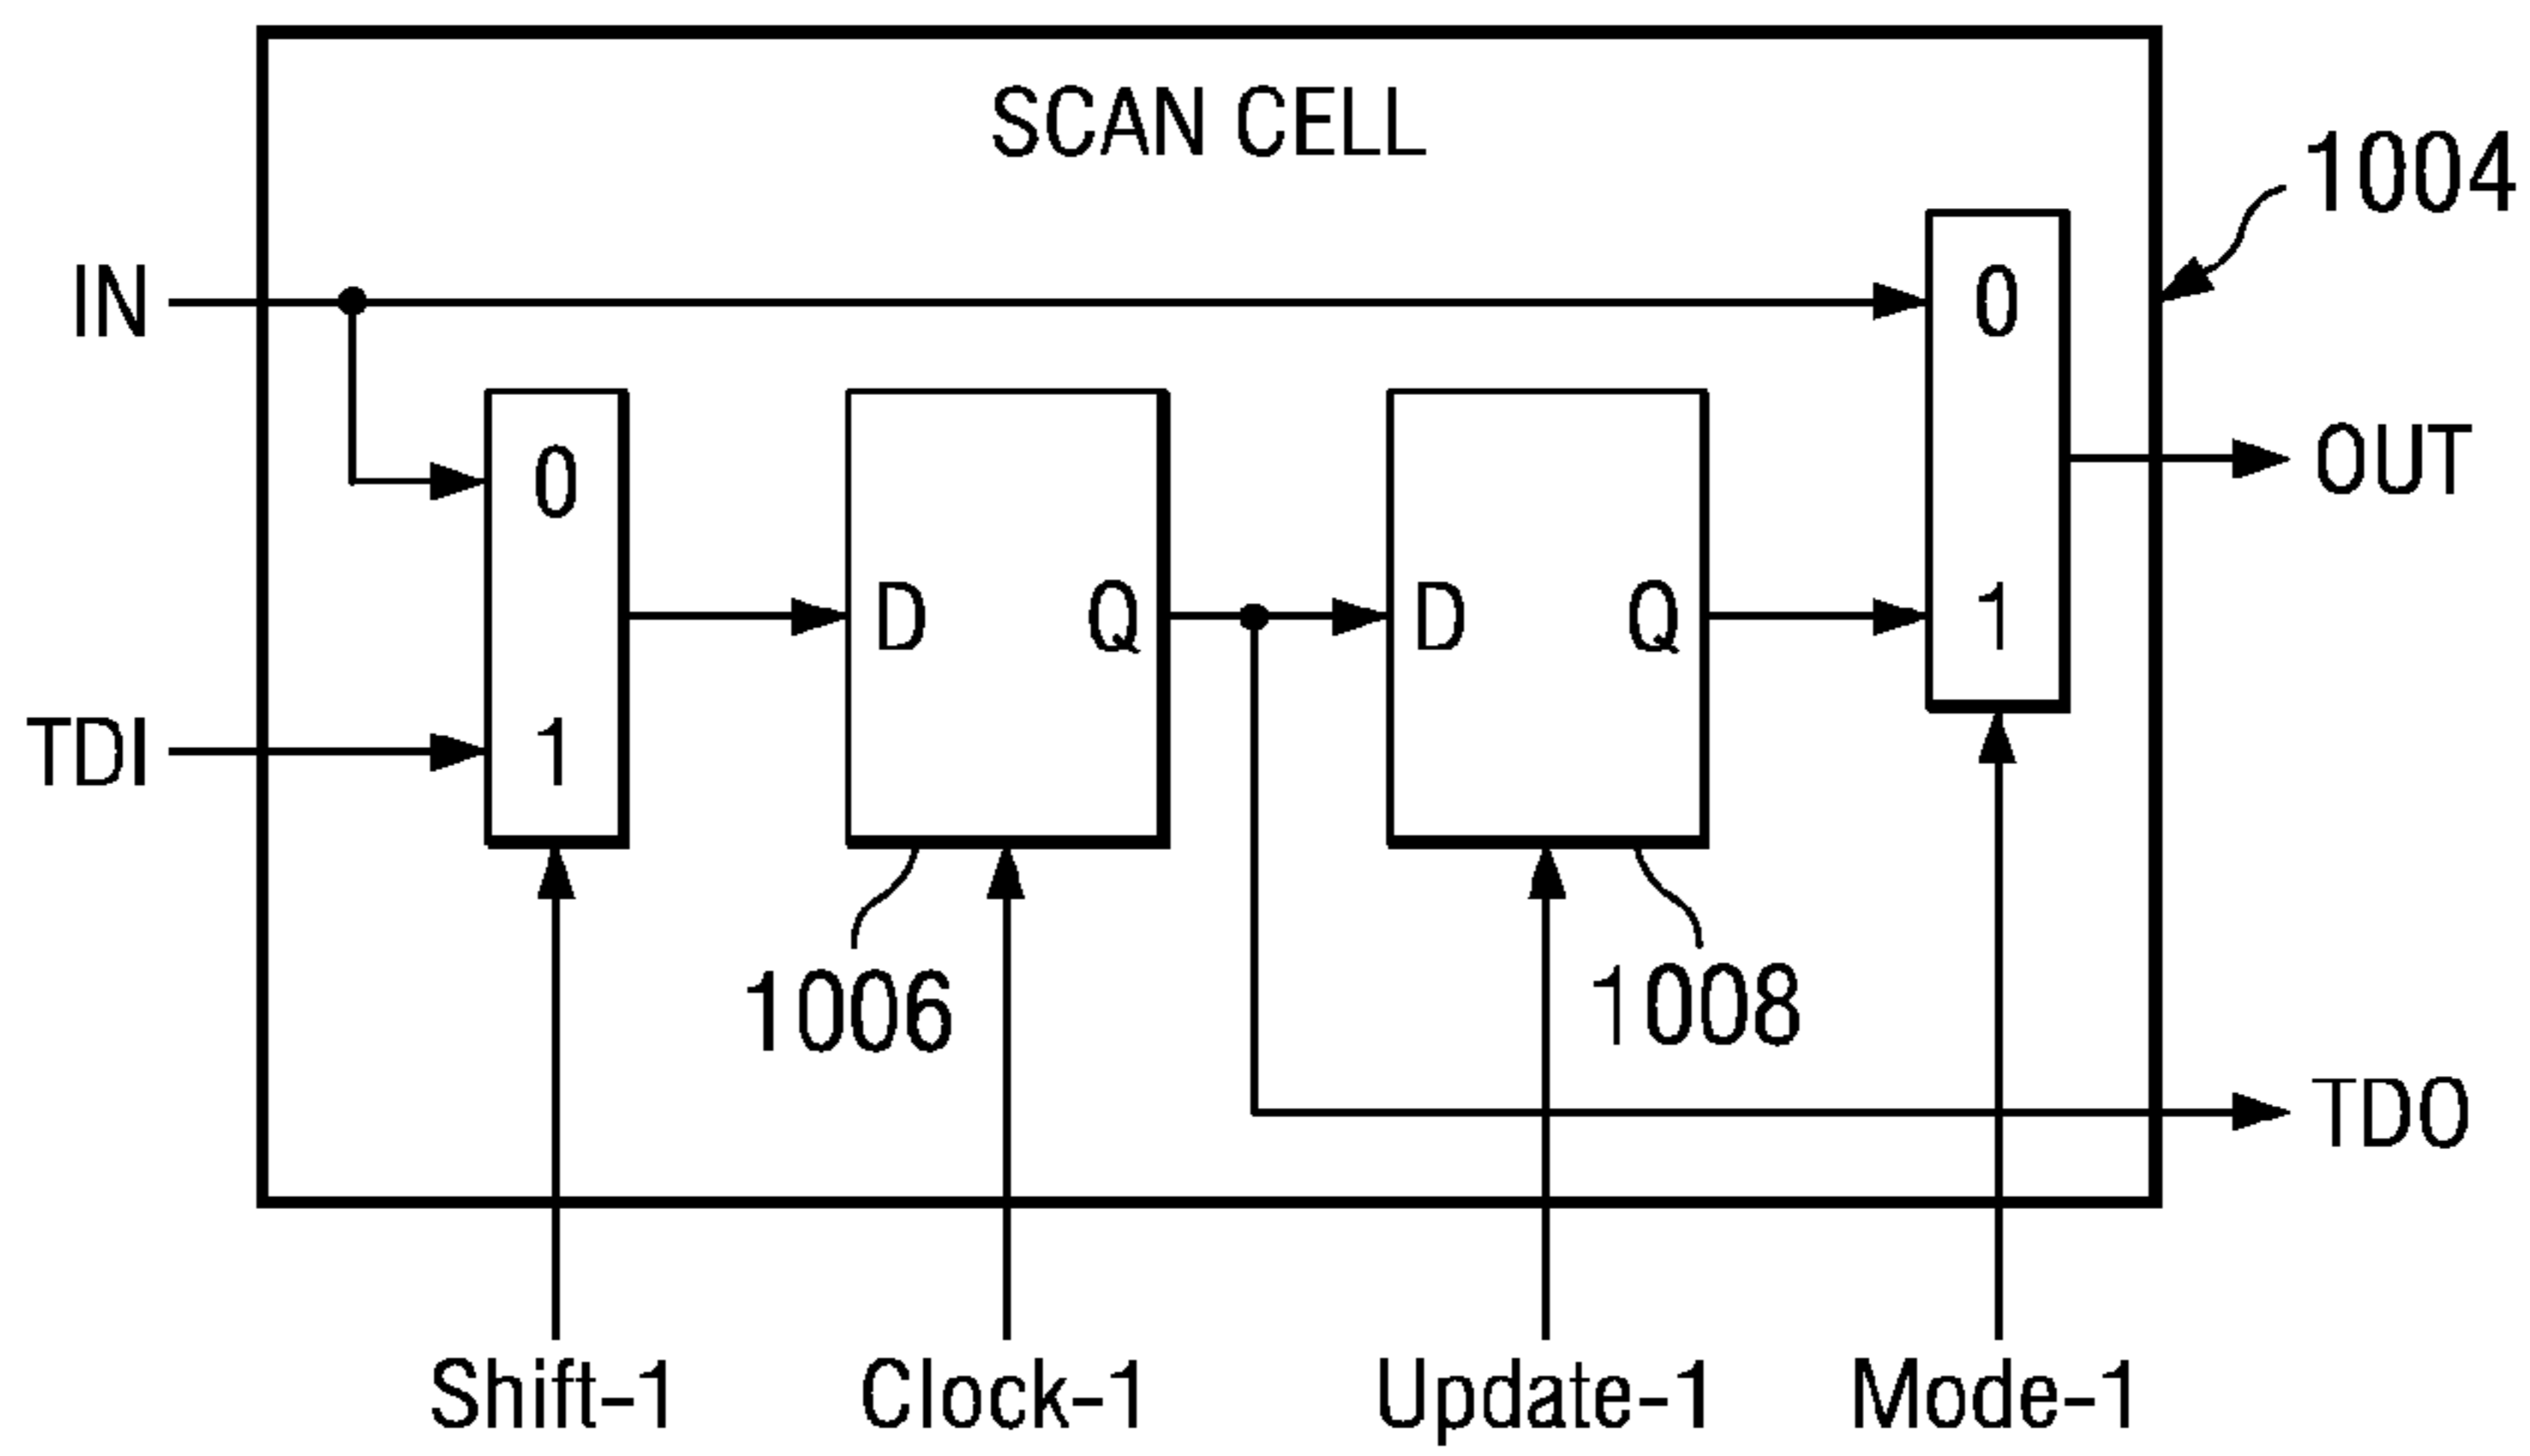 SCAN CELL
1004
IN
0
0
OUT
D Q
D Q
1
TDI
1
1006
1008
TDO
Shift-1
Clock-1
Update-1
Mode-1